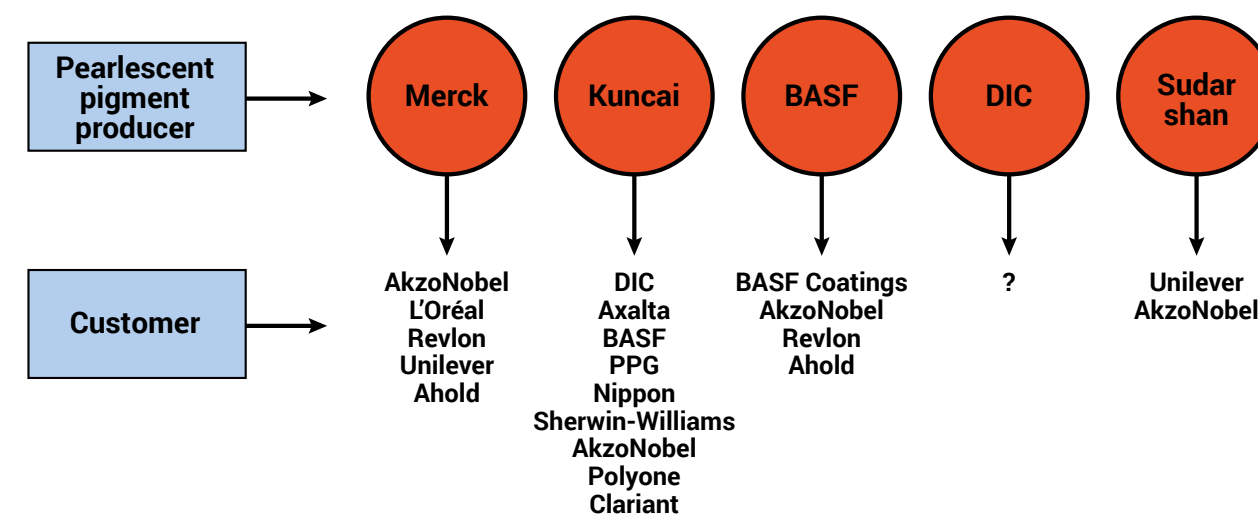 Pearlescent
pigment
producer
Merck
Kuncai
BASF
DIC
Sudar
shan
Customer
AkzoNobel
L’Oréal
Revlon
Unilever
Ahold
DIC
Axalta
BASF
PPG
Nippon
Sherwin-Williams
AkzoNobel
Polyone
Clariant
BASF Coatings
AkzoNobel
Revlon
Ahold
?
Unilever
AkzoNobel